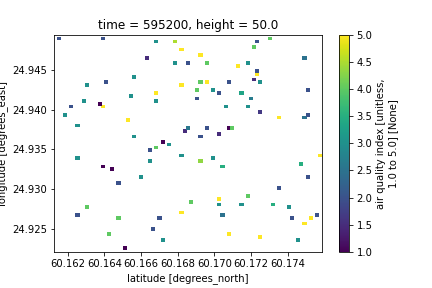 time = 595200, height = 50.0
longitude [degrees_east]
24.945
24.940
24.935
24.930
24.925
60.162 60.164 60.166 60.168 60.170 60.172 60.174
latitude [degrees_north]
5.0
4.5
4.0
3.5
3.0
2.5
2.0
1.5
1.0
air quality index [unitless,
1.0 to 5.0] [None]